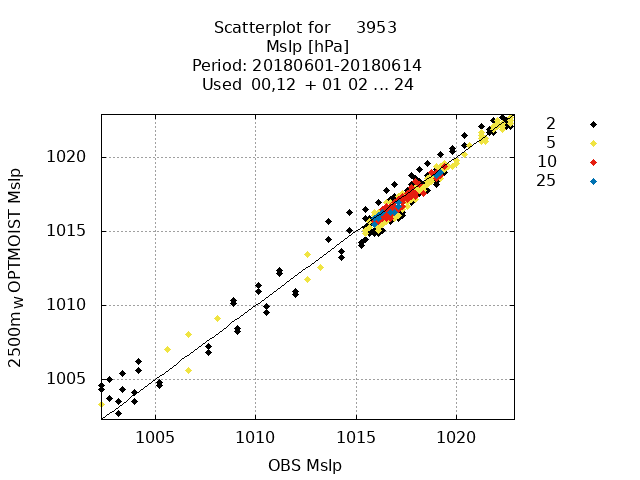 Scatterplot for 3953
Mslp [hPa]
Period: 20180601-20180614
Used 00,12 + 01 02 ... 24
2
5
10
25
1020
1015
1010
1005
2500m w OPTMOIST Mslp
1005 1010 1015 1020
OBS Mslp